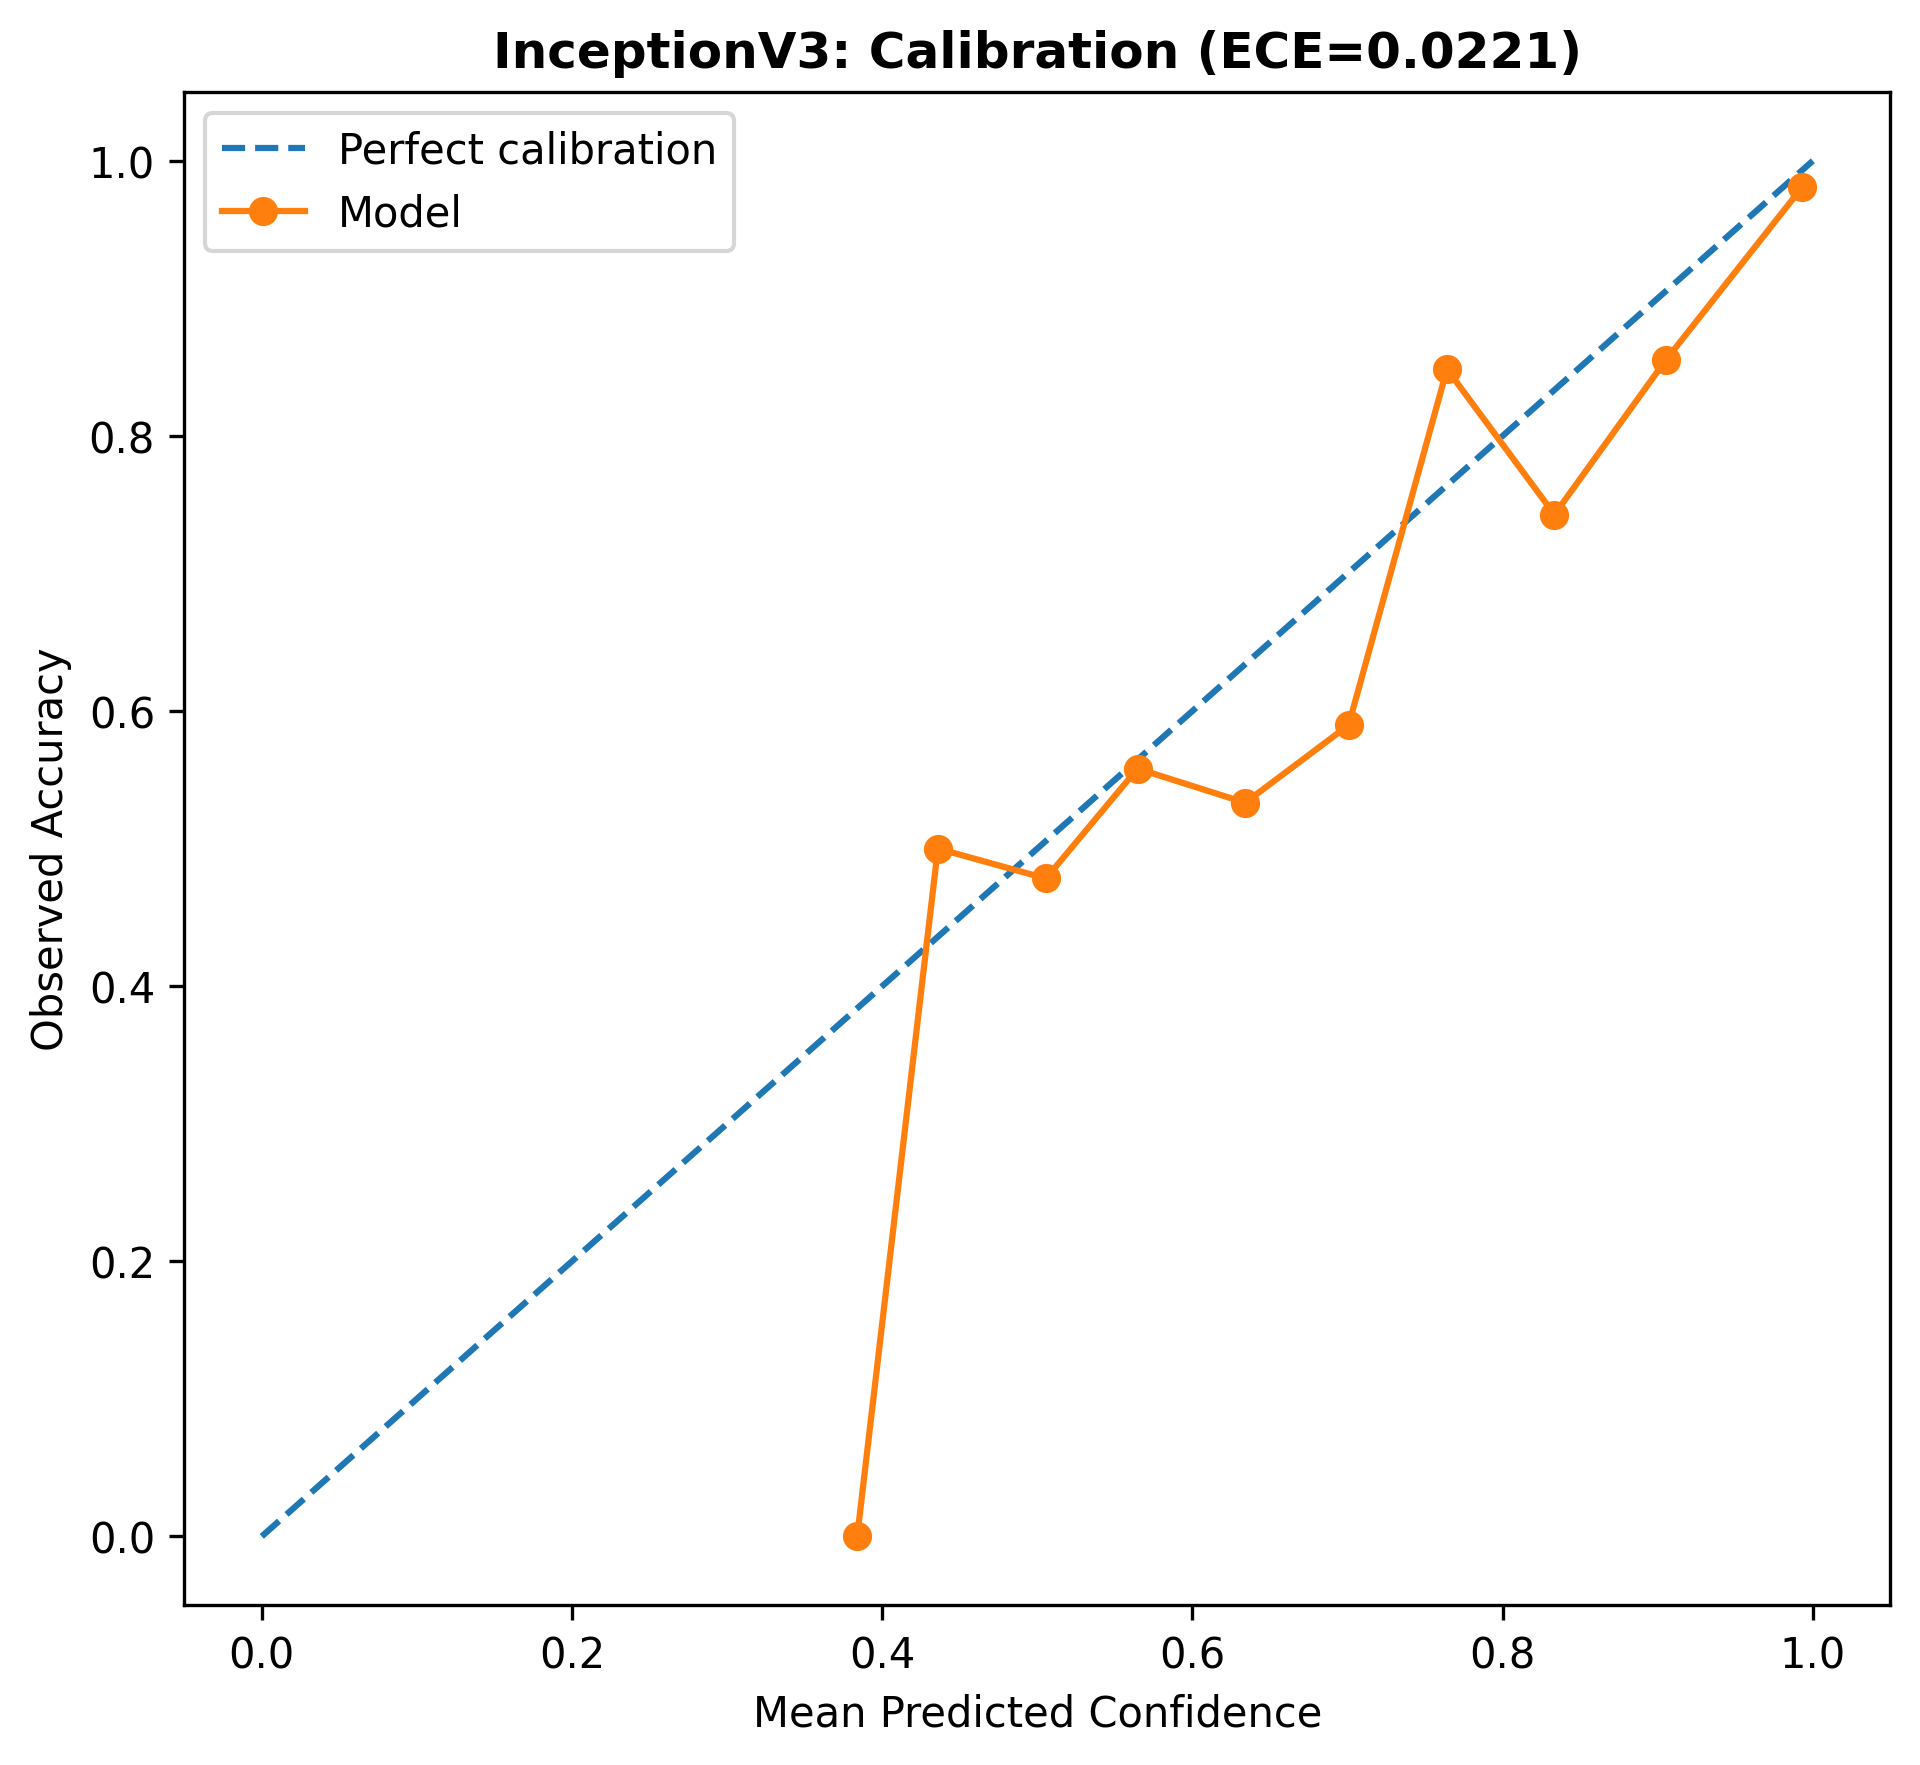 InceptionV3: Calibration (ECE=0.0221)
Perfect calibration
Model
Observed Accuracy
1.0
0.8
0.6
0.4
0.2
0.0
0.0 0.2 0.4 0.6 0.8 1.0
Mean Predicted Confidence